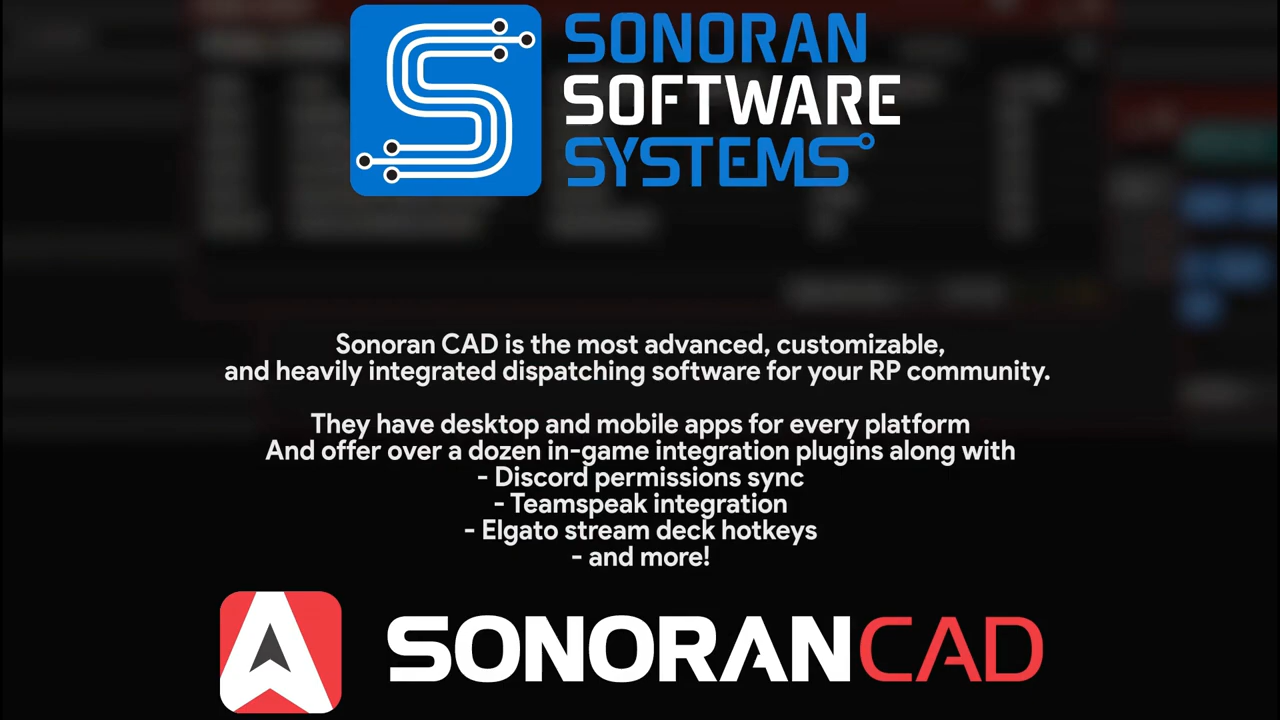 SONORAN
SOFTWARE
SYSTEMS
Sonoran CAD is the most advanced, customizable,
and heavily integrated dispatching software for your RP community.
They have desktop and mobile apps for every platform
And offer over a dozen in-game integration plugins along with
- Discord permissions sync
- Teamspeak integration
- Elgato stream deck hotkeys
- and more!
SONORANCAD